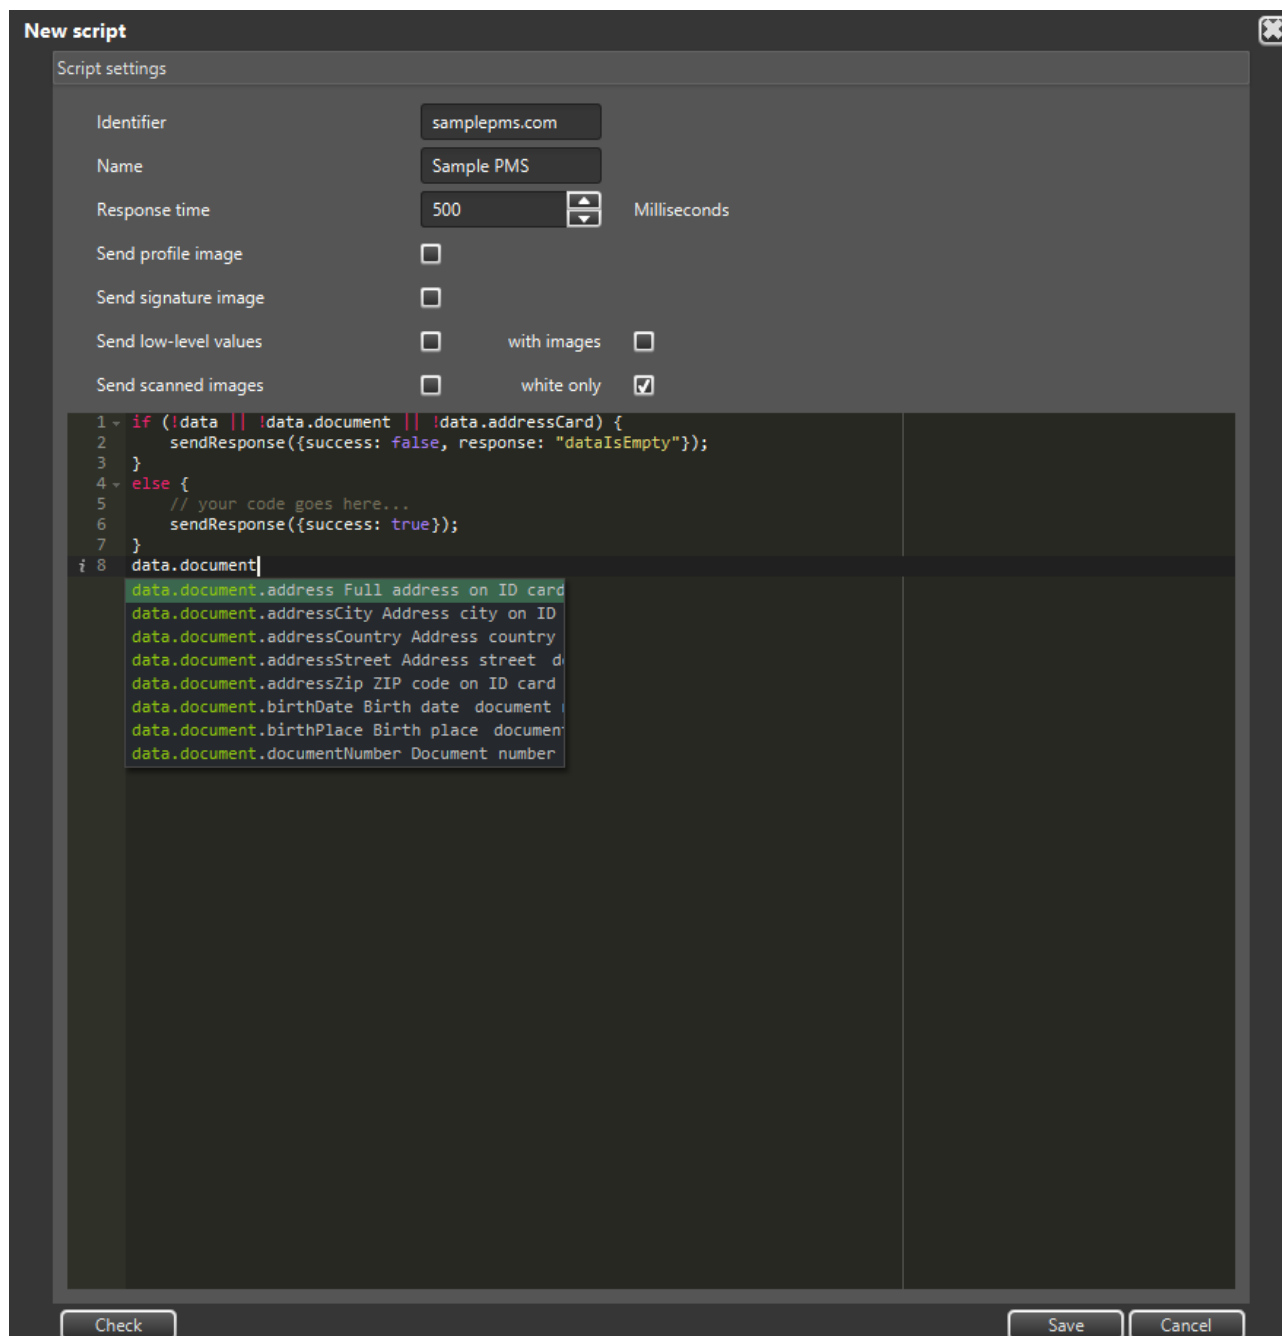 New script
Script settings
Identifier samplepms.com
Name Sample PMS
Response time 500 Milliseconds
Send profile image
Send signature image
Send low-level values with images
Send scanned images white only
1 if (!data || !data.document || !data.addressCard) {
2 sendResponse({success: false, response: "dataIsEmpty"});
3 }
4 else {
5 // your code goes here...
6 sendResponse({success: true});
7 }
i 8 data.document
data.document.address Full address on ID card
data.document.addressCity Address city on ID
data.document.addressCountry Address country
data.document.addressStreet Address street
data.document.addressZip ZIP code on ID card
data.document.birthDate Birth date document
data.document.birthPlace Birth place document
data.document.documentNumber Document number
Check Save Cancel